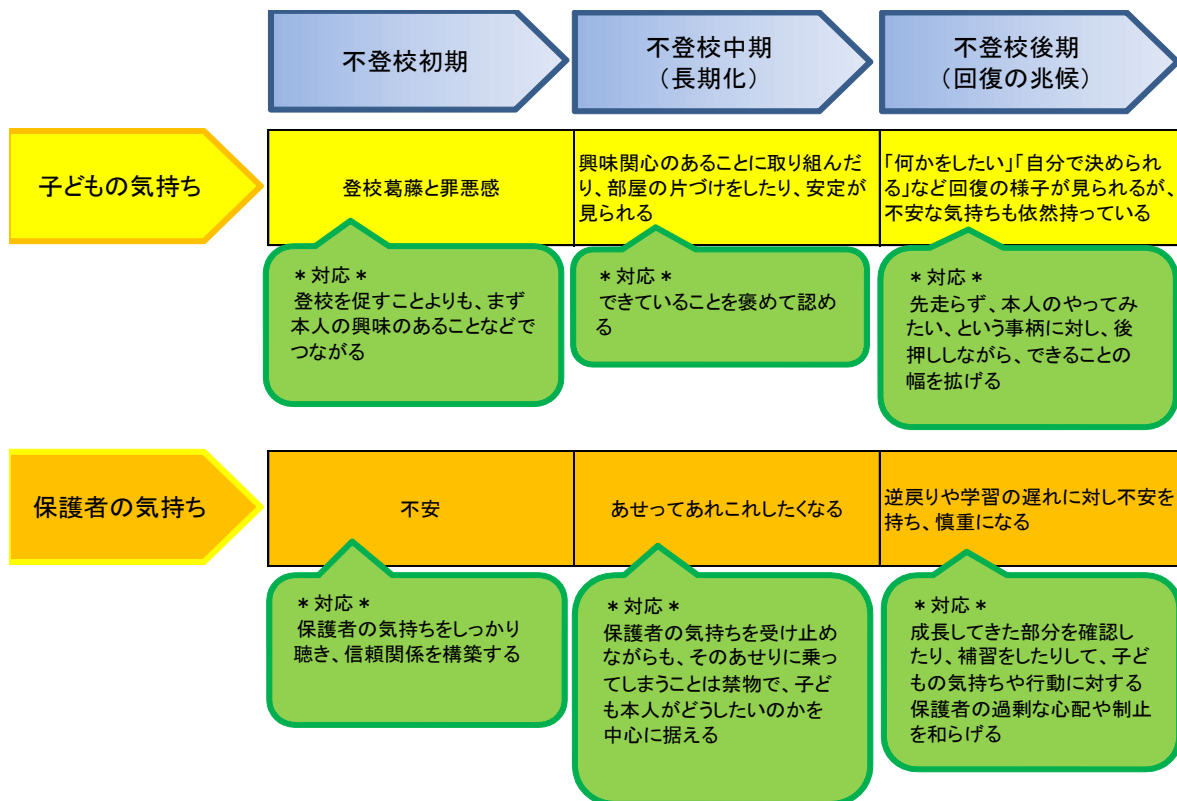 不登校初期
不登校中期
（長期化）
不登校後期
（回復の兆候）
子どもの気持ち
登校葛藤と罪悪感
興味関心のあることに取り組んだ
り、部屋の片づけをしたり、安定が
見られる
「何かをしたい」「自分で決められ
る」など回復の様子が見られるが、
不安な気持ちも依然持っている
＊対応＊
登校を促すことよりも、まず
本人の興味のあることなどで
つながる
＊対応＊
できていることを褒めて認め
る
＊対応＊
先走らず、本人のやってみ
たい、という事柄に対し、後
押ししながら、できることの
幅を拡げる
保護者の気持ち
不安
あせってあれこれしたくなる
逆戻りや学習の遅れに対し不安を
持ち、慎重になる
＊対応＊
保護者の気持ちをしっかり
聴き、信頼関係を構築する
＊対応＊
保護者の気持ちを受け止め
ながらも、そのあせりに乗っ
てしまうことは禁物で、子ど
も本人がどうしたいのかを
中心に据える
＊対応＊
成長してきた部分を確認し
たり、補習をしたりして、子ど
もの気持ちや行動に対する
保護者の過剰な心配や制止
を和らげる